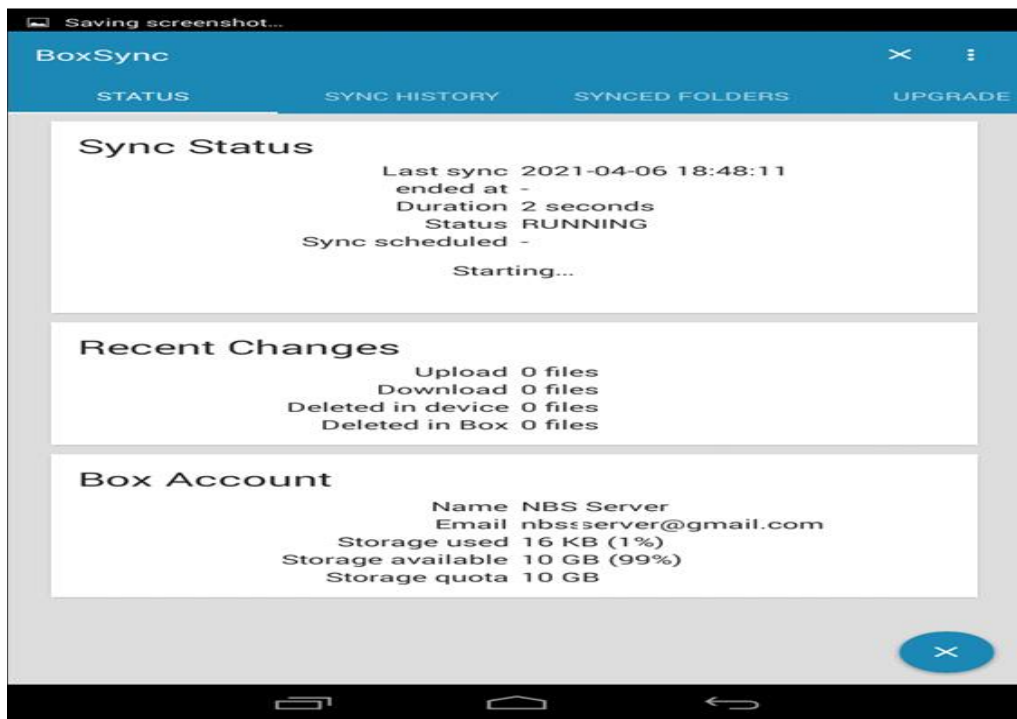 Saving screenshot...
BoxSync
STATUS SYNC HISTORY SYNCED FOLDERS UPGRADE
Sync Status
Last sync 2021-04-06 18:48:11
ended at -
Duration 2 seconds
Status RUNNING
Sync scheduled -
Starting...
Recent Changes
Upload 0 files
Download 0 files
Deleted in device 0 files
Deleted in Box 0 files
Box Account
Name NBS Server
Email nbssserver@gmail.com
Storage used 16 KB (1%)
Storage available 10 GB (99%)
Storage quota 10 GB